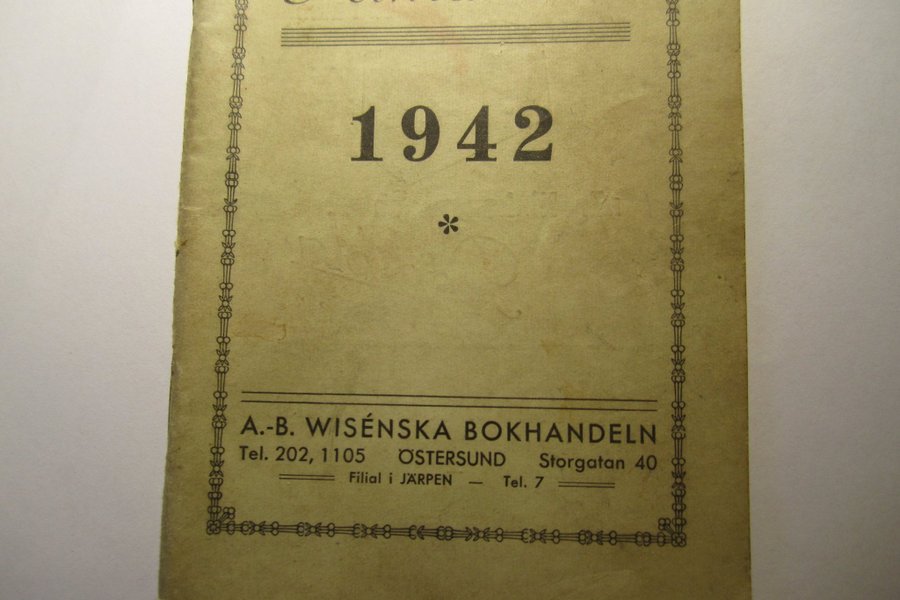 1942
*
A.-B. WISÉNSKA BOKHANDELN
Tel. 202, 1105 ÖSTERSUND Storgatan 40
Filial i JÄRPEN — Tel. 7